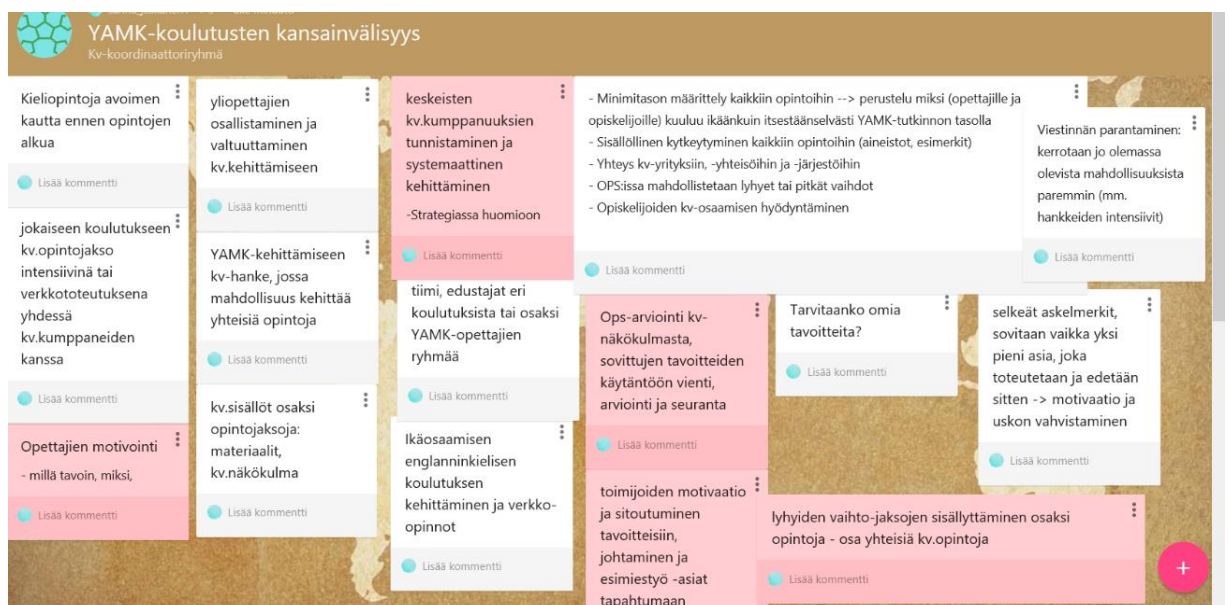 YAMK-koulutusten kansainvälisyys
Kv-koordinaattoriryhmä
Kieliopintoja avoimen
kautta ennen opintojen
alkua
Lisää kommentti
jokaiseen koulutukseen
kv.opintojakso
intensiivinä tai
verkkototeutuksena
yhdessä
kv.kumppaneiden
kanssa
Lisää kommentti
Opettajien motivointi
- millä tavoin, miksi,
Lisää kommentti
yliopettajien
osallistaminen ja
valtuuttaminen
kv.kehittämiseen
Lisää kommentti
YAMK-kehittämiseen
kv-hanke, jossa
mahdollisuus kehittää
yhteisiä opintoja
Lisää kommentti
kv.sisällöt osaksi
opintojaksoja:
materiaalit,
kv.näkökulma
Lisää kommentti
keskeisten
kv.kumppanuuksien
tunnistaminen ja
systemaattinen
kehittäminen
-Strategiassa huomioon
Lisää kommentti
tiimi, edustajat eri
koulutuksista tai osaksi
YAMK-opettajien
ryhmää
Lisää kommentti
Ikäosaamisen
englanninkielisen
koulutuksen
kehittäminen ja verkko-
opinnot
Lisää kommentti
- Minimitason määrittely kaikkiin opintoihin --> perustelu miksi (opettajille ja
opiskelijoille) kuuluu ikäänkuin itsestäänselvästi YAMK-tutkinnon tasolla
- Sisällöllinen kytkeytyminen kaikkiin opintoihin (aineistot, esimerkit)
- Yhteys kv-yrityksiin, -yhteisöihin ja -järjestöihin
- OPS:issa mahdollistetaan lyhyet tai pitkät vaihdot
- Opiskelijoiden kv-osaamisen hyödyntäminen
Lisää kommentti
Viestinnän parantaminen:
kerrotaan jo olemassa
olevista mahdollisuuksista
paremmin (mm.
hankkeiden intensiivit)
Lisää kommentti
Ops-arviointi kv-
näkökulmasta,
sovittujen tavoitteiden
käytäntöön vienti,
arviointi ja seuranta
Lisää kommentti
toimijoiden motivaatio
ja sitoutuminen
tavoitteisiin,
johtaminen ja
esimiestyö -asiat
tapahtumaan
Tarvitaanko omia
tavoitteita?
Lisää kommentti
selkeät askelmerkit,
sovitaan vaikka yksi
pieni asia, joka
toteutetaan ja edetään
sitten -> motivaatio ja
uskon vahvistaminen
Lisää kommentti
lyhyiden vaihto-jaksojen sisällyttäminen osaksi
opintoja - osa yhteisiä kv.opintoja
Lisää kommentti